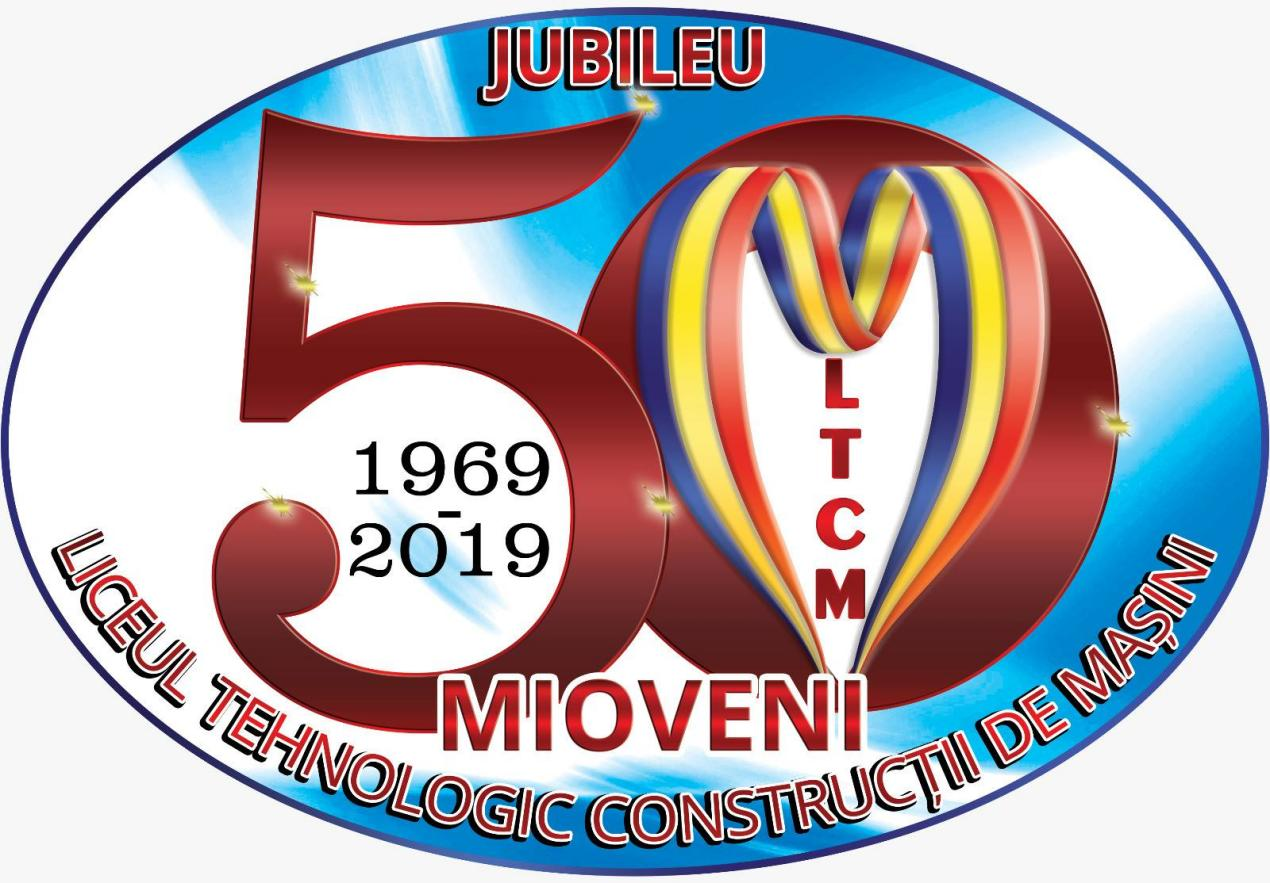 JUBILEU
50
1969
-
2019
L
T
C
M
MIOVENI
LICEUL TEHNOLOGIC CONSTRUCȚII DE MAȘINI